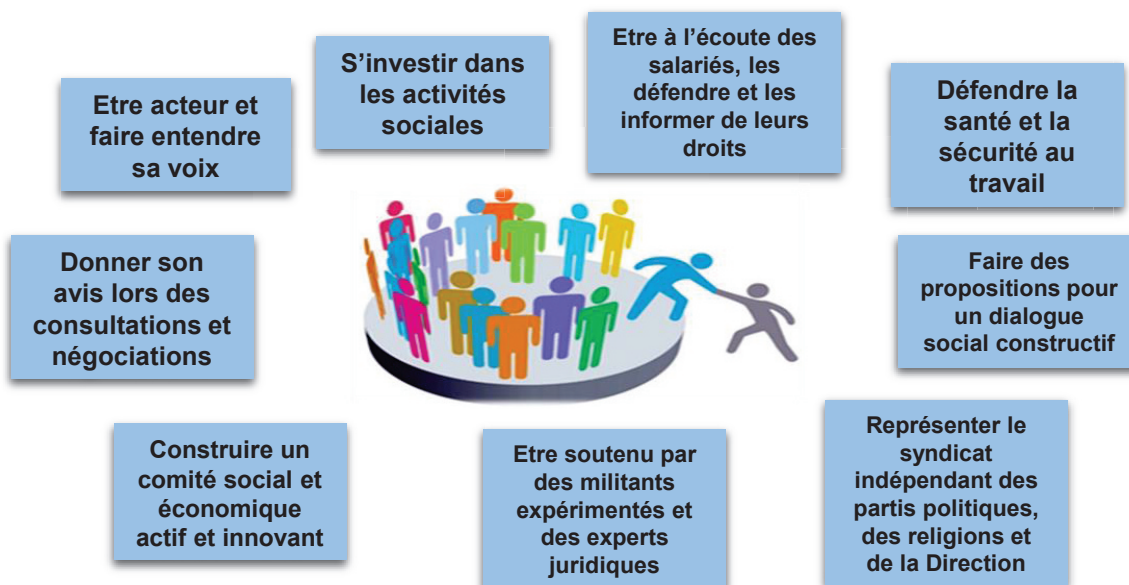 Etre acteur et
faire entendre
sa voix
S’investir dans
les activités
sociales
Etre à l’écoute des
salariés, les
défendre et les
informer de leurs
droits
Défendre la
santé et la
sécurité au
travail
Donner son
avis lors des
consultations et
négociations
Faire des
propositions pour
un dialogue
social constructif
Construire un
comité social et
économique
actif et innovant
Etre soutenu par
des militants
expérimentés et
des experts
juridiques
Représenter le
syndicat
indépendant des
partis politiques,
des religions et
de la Direction